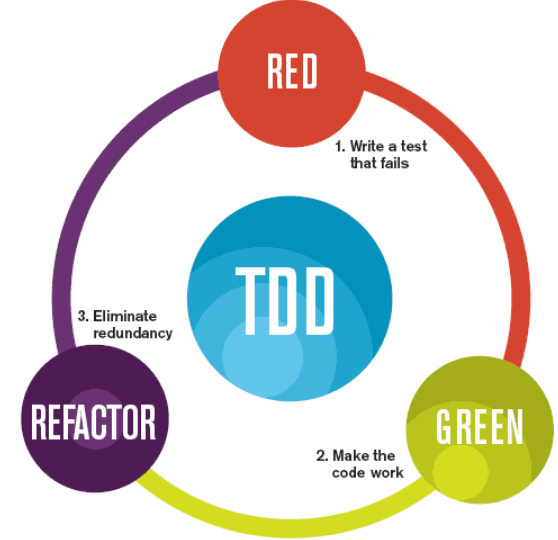 RED
1. Write a test
that fails
TDD
3. Eliminate
redundancy
REFACTOR
GREEN
2. Make the
code work